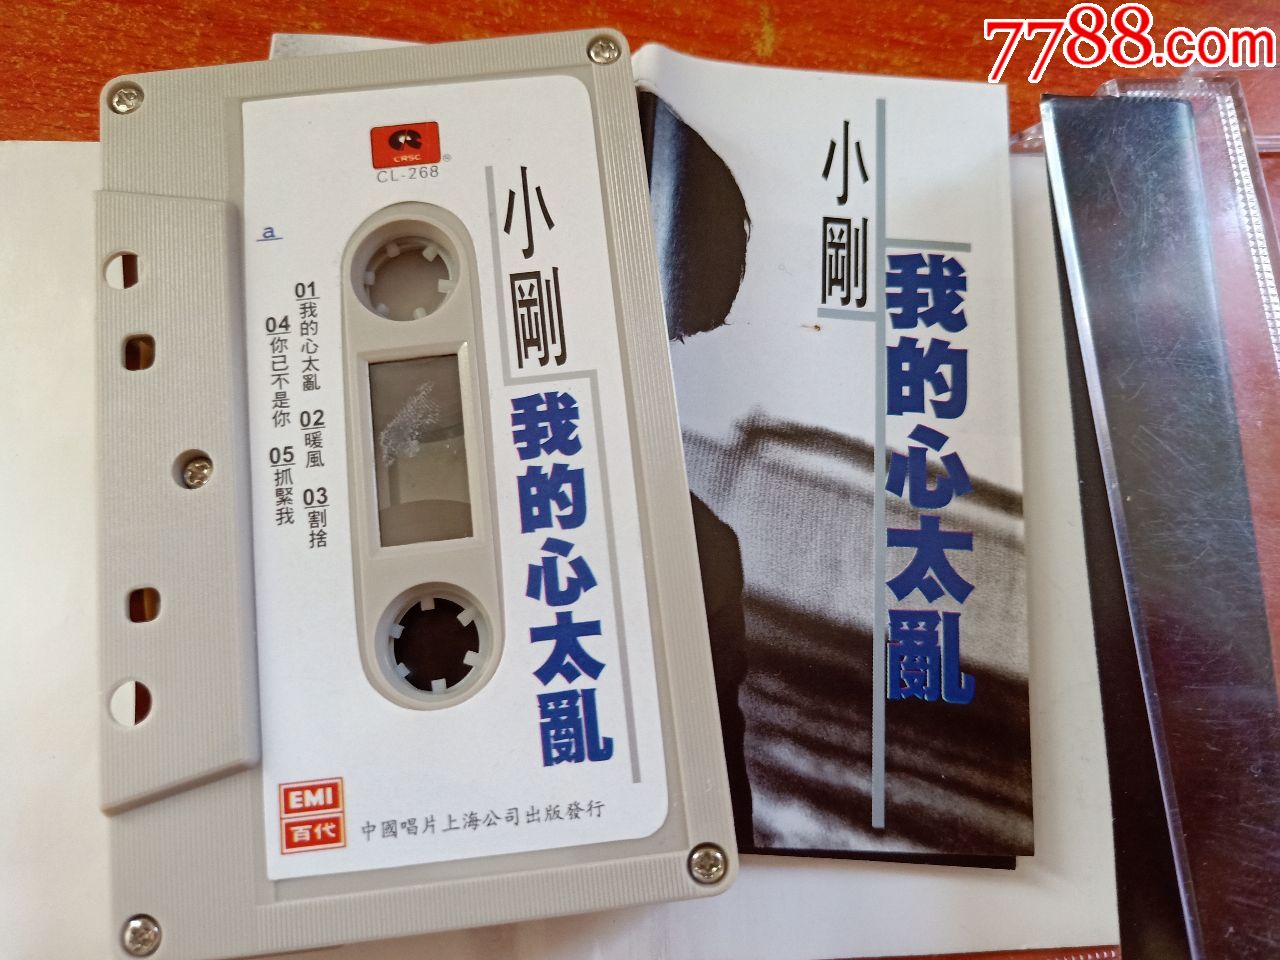 7788.com
CRSC
®
CL-268
a
小剛
我的心太亂
01
我的心太亂
02
暖風
03
割捨
04
你已不是你
05
抓緊我
EMI
百代
中國唱片上海公司出版發行
小剛
我的心太亂